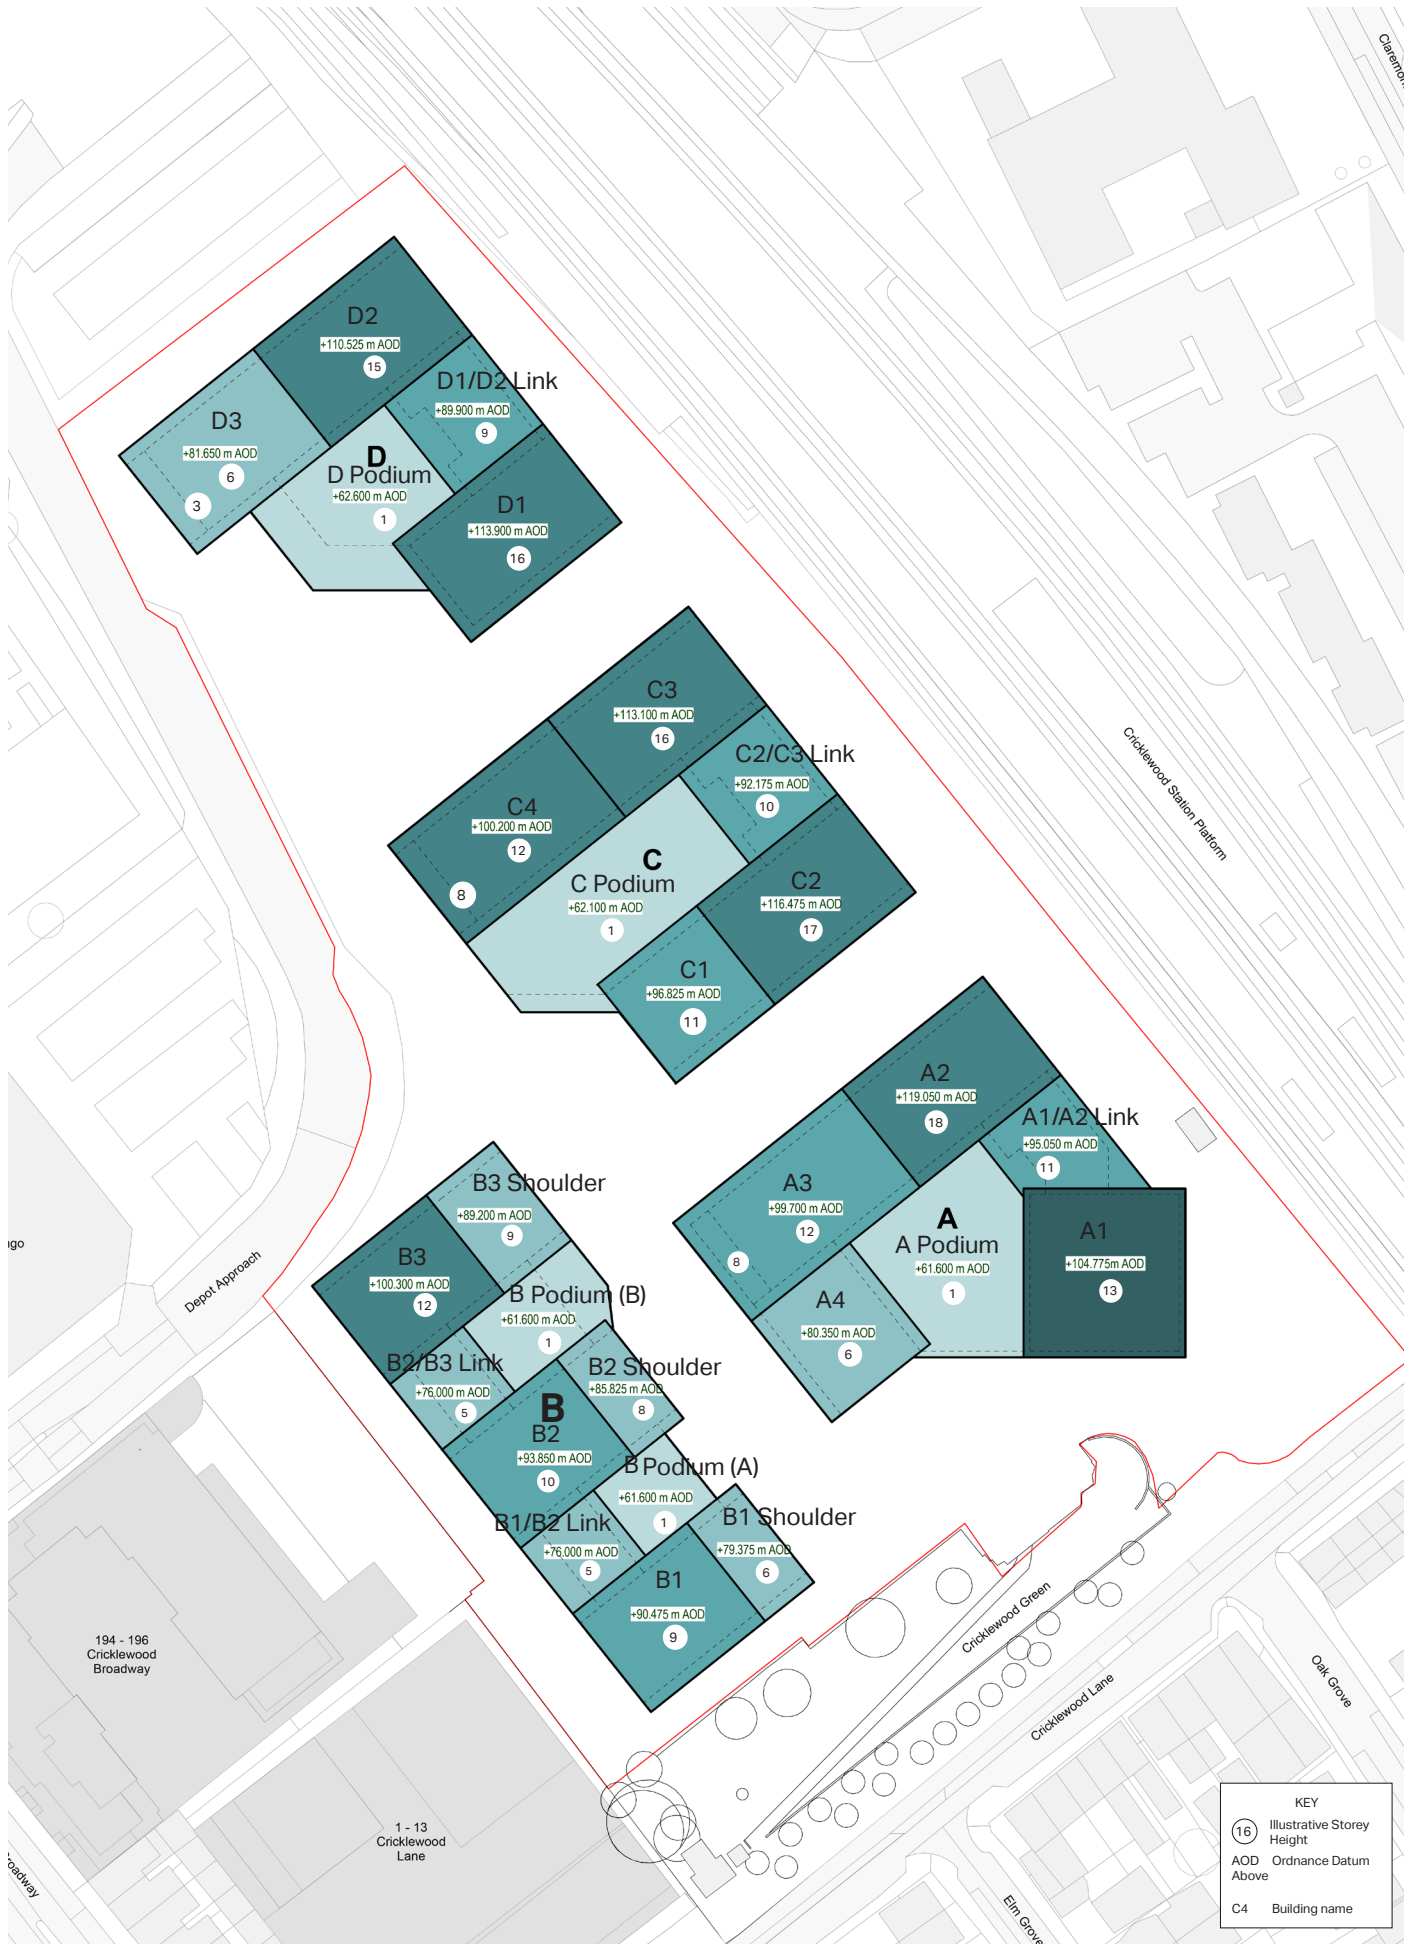 Claremon
D2
+110.525 m AOD
15
D1/D2 Link
+89.900 m AOD
9
D3
+81.650 m AOD
6
3
D
D Podium
+62.600 m AOD
1
D1
+113.900 m AOD
16
C3
+113.100 m AOD
16
C2/C3 Link
+92.175 m AOD
10
C4
+100.200 m AOD
12
8
C
C Podium
+62.100 m AOD
1
C2
+116.475 m AOD
17
C1
+96.825 m AOD
11
Cricklewood Station Platform
A2
+119.050 m AOD
18
A1/A2 Link
+95.050 m AOD
11
A3
+99.700 m AOD
12
8
A
A Podium
+61.600 m AOD
1
A1
+104.775m AOD
13
A4
+80.350 m AOD
6
B3 Shoulder
+89.200 m AOD
9
B3
+100.300 m AOD
12
B Podium (B)
+61.600 m AOD
1
B2/B3 Link
+76.000 m AOD
5
B2 Shoulder
+85.825 m AOD
8
B
B2
+93.850 m AOD
10
B Podium (A)
+61.600 m AOD
1
B1/B2 Link
+76.000 m AOD
5
B1 Shoulder
+79.375 m AOD
6
B1
+90.475 m AOD
9
ngo
Depot Approach
194 - 196
Cricklewood
Broadway
1 - 13
Cricklewood
Lane
roadway
Cricklewood Green
Cricklewood Lane
Oak Grove
Elm Grove
KEY
16 Illustrative Storey
Height
AOD Ordnance Datum
Above
C4 Building name